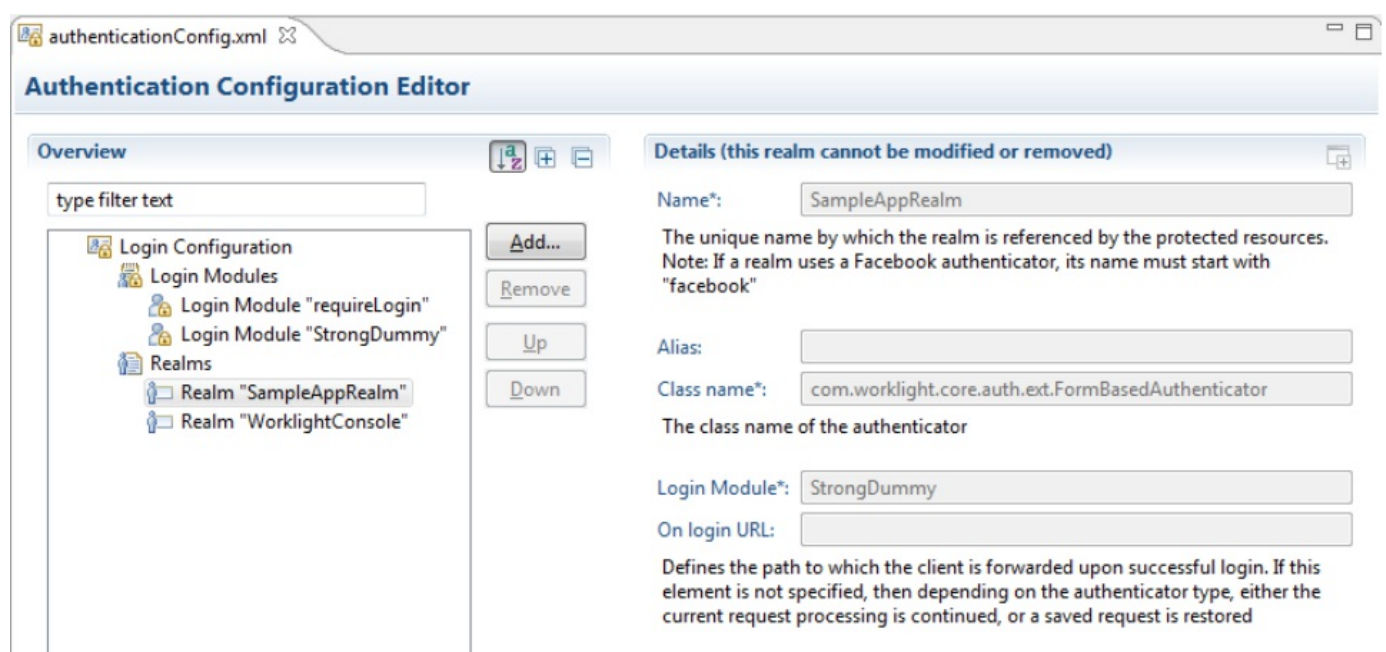 authenticationConfig.xml
Authentication Configuration Editor
Overview
type filter text
Login Configuration
Login Modules
Login Module "requireLogin"
Login Module "StrongDummy"
Realms
Realm "SampleAppRealm"
Realm "WorklightConsole"
Add...
Remove
Up
Down
Details (this realm cannot be modified or removed)
Name*: SampleAppRealm
The unique name by which the realm is referenced by the protected resources.
Note: If a realm uses a Facebook authenticator, its name must start with
"facebook"
Alias:
Class name*: com.worklight.core.auth.ext.FormBasedAuthenticator
The class name of the authenticator
Login Module*: StrongDummy
On login URL:
Defines the path to which the client is forwarded upon successful login. If this
element is not specified, then depending on the authenticator type, either the
current request processing is continued, or a saved request is restored